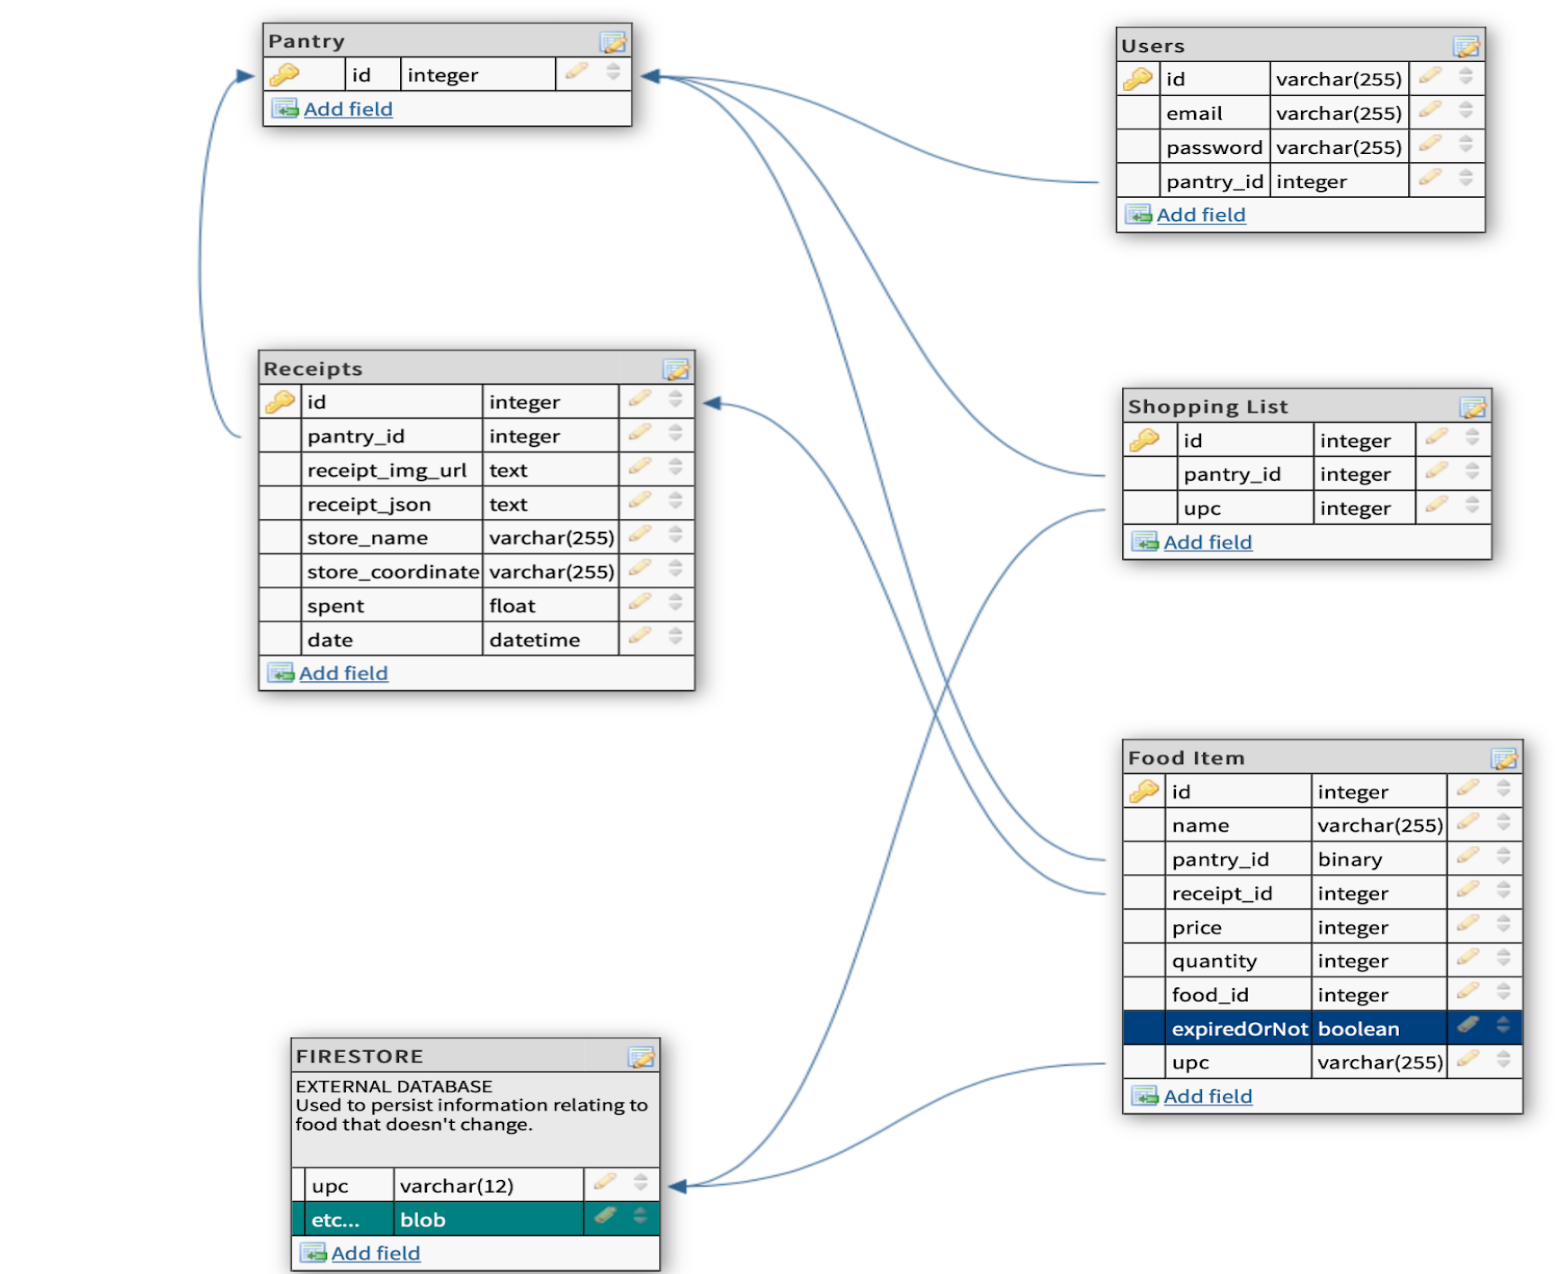 Pantry
id integer
Add field
Users
id varchar(255)
email varchar(255)
password varchar(255)
pantry_id integer
Add field
Receipts
id integer
pantry_id integer
receipt_img_url text
receipt_json text
store_name varchar(255)
store_coordinate varchar(255)
spent float
date datetime
Add field
Shopping List
id integer
pantry_id integer
upc integer
Add field
Food Item
id integer
name varchar(255)
pantry_id binary
receipt_id integer
price integer
quantity integer
food_id integer
expiredOrNot boolean
upc varchar(255)
Add field
FIRESTORE
EXTERNAL DATABASE
Used to persist information relating to
food that doesn't change.
upc varchar(12)
etc... blob
Add field